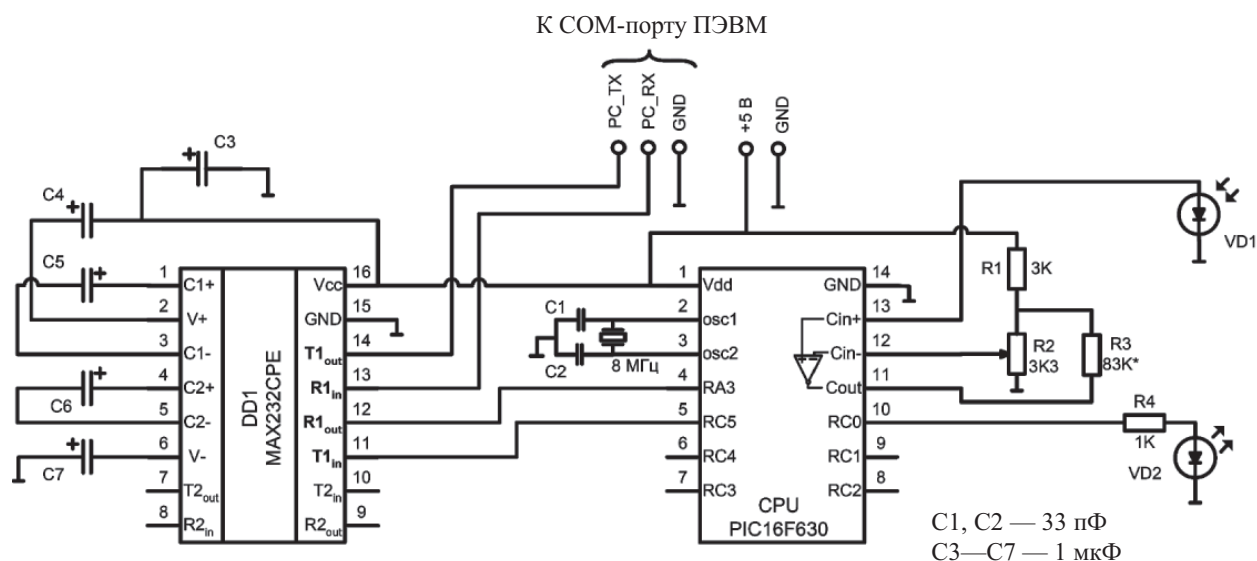 К COM-порту ПЭВМ
PC_TX
PC_RX
GND
+5 В
GND
C3
C4
C5
C6
C7
1
2
3
4
5
6
7
8
C1+
V+
C1-
C2+
C2-
V-
T2out
R2in
DD1
MAX232CPE
Vcc
GND
T1out
R1in
R1out
T1in
T2in
R2out
16
15
14
13
12
11
10
9
C1
C2
8 МГц
1
2
3
4
5
6
7
Vdd
osc1
osc2
RA3
RC5
RC4
RC3
GND
Cin+
Cin-
Cout
RC0
RC1
RC2
CPU
PIC16F630
14
13
12
11
10
9
8
R1
3K
R2
3K3
R3
83K*
R4
1K
VD1
VD2
C1, C2 — 33 пФ
C3—C7 — 1 мкФ